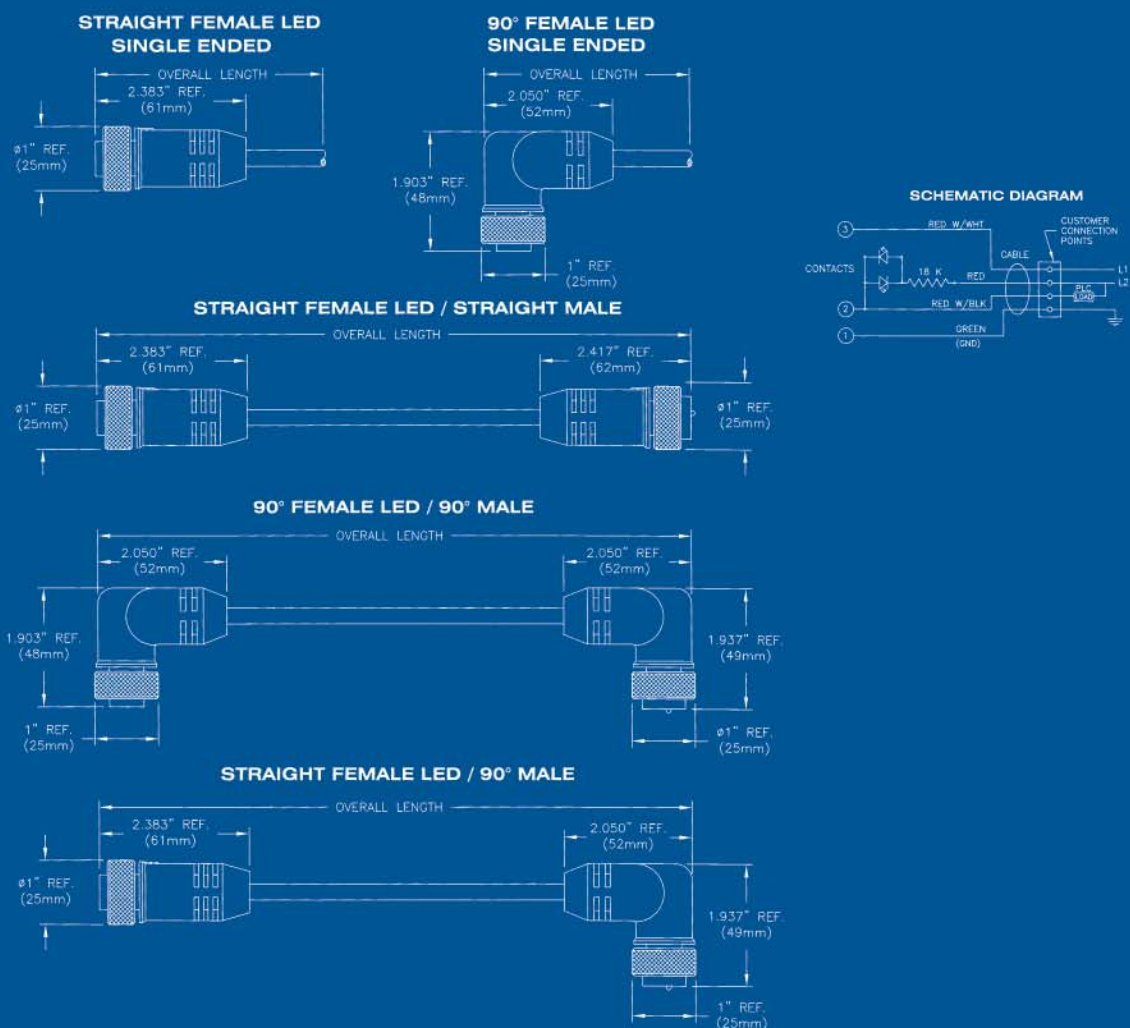 STRAIGHT FEMALE LED
SINGLE ENDED
OVERALL LENGTH
2.383" REF.
(61mm)
ø1" REF.
(25mm)
90° FEMALE LED
SINGLE ENDED
OVERALL LENGTH
2.050" REF.
(52mm)
1.903" REF.
(48mm)
1" REF.
(25mm)
SCHEMATIC DIAGRAM
3
RED W/WHT
CUSTOMER
CONNECTION
POINTS
CABLE
CONTACTS
18 K
RED
L1
L2
PLC
LOAD
2
RED W/BLK
1
GREEN
(GND)
STRAIGHT FEMALE LED / STRAIGHT MALE
OVERALL LENGTH
2.383" REF.
(61mm)
2.417" REF.
(62mm)
ø1" REF.
(25mm)
ø1" REF.
(25mm)
90° FEMALE LED / 90° MALE
OVERALL LENGTH
2.050" REF.
(52mm)
2.050" REF.
(52mm)
1.903" REF.
(48mm)
1.937" REF.
(49mm)
1" REF.
(25mm)
ø1" REF.
(25mm)
STRAIGHT FEMALE LED / 90° MALE
OVERALL LENGTH
2.383" REF.
(61mm)
2.050" REF.
(52mm)
ø1" REF.
(25mm)
1.937" REF.
(49mm)
1" REF.
(25mm)